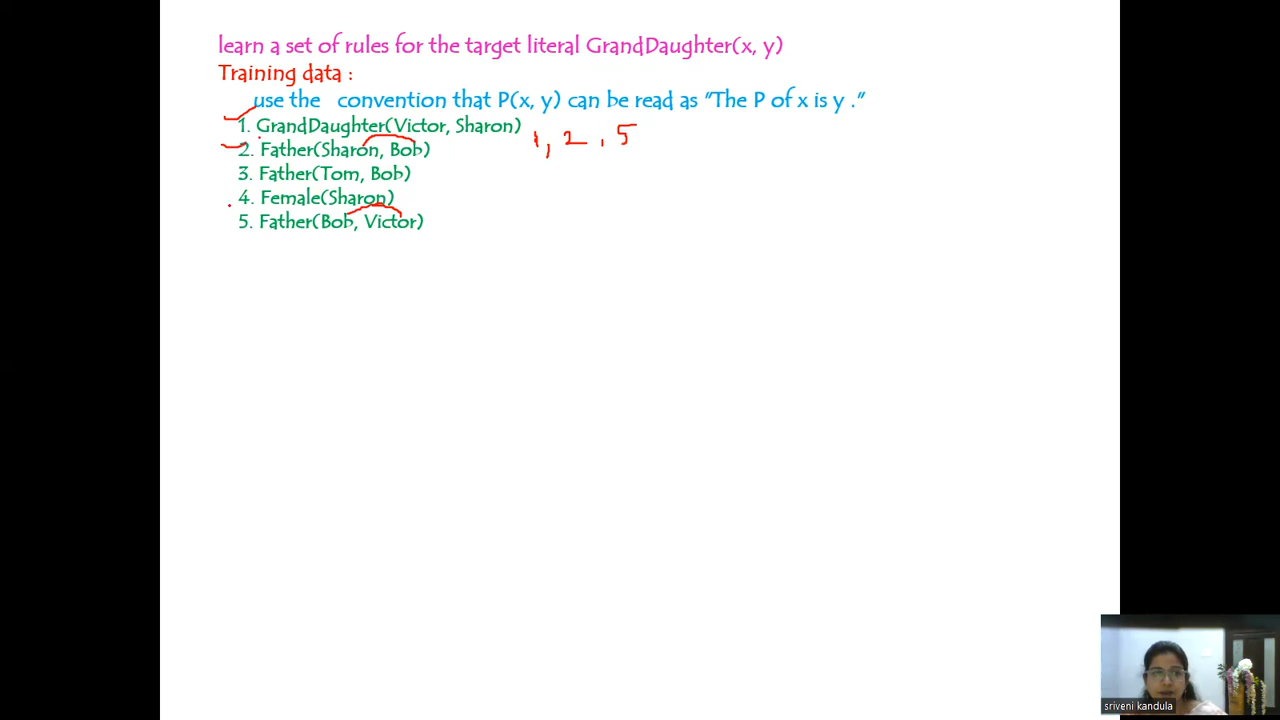 learn a set of rules for the target literal GrandDaughter(x, y)
Training data :
use the convention that P(x, y) can be read as "The P of x is y ."
1. GrandDaughter(Victor, Sharon)
1, 2, 5
2. Father(Sharon, Bob)
3. Father(Tom, Bob)
4. Female(Sharon)
5. Father(Bob, Victor)
sriveni kandula